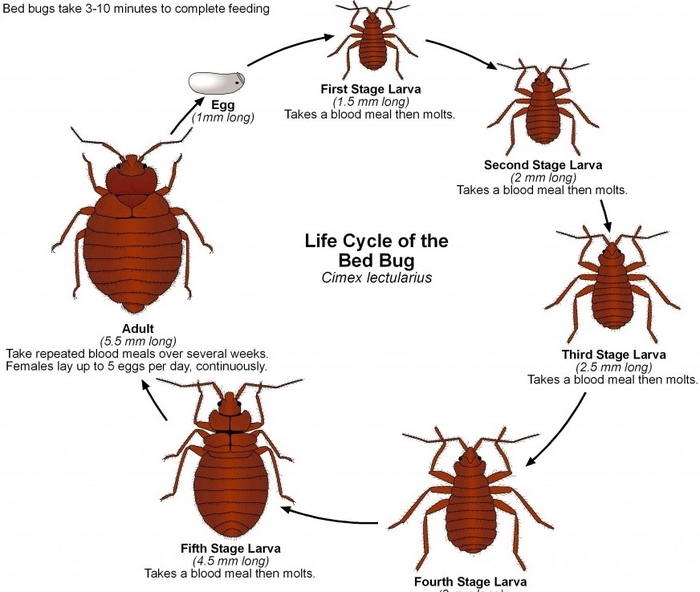 Bed bugs take 3-10 minutes to complete feeding
Egg
(1mm long)
First Stage Larva
(1.5 mm long)
Takes a blood meal then molts.
Second Stage Larva
(2 mm long)
Takes a blood meal then molts.
Life Cycle of the
Bed Bug
Cimex lectularius
Third Stage Larva
(2.5 mm long)
Takes a blood meal then molts.
Adult
(5.5 mm long)
Take repeated blood meals over several weeks.
Females lay up to 5 eggs per day, continuously.
Fifth Stage Larva
(4.5 mm long)
Takes a blood meal then molts.
Fourth Stage Larva